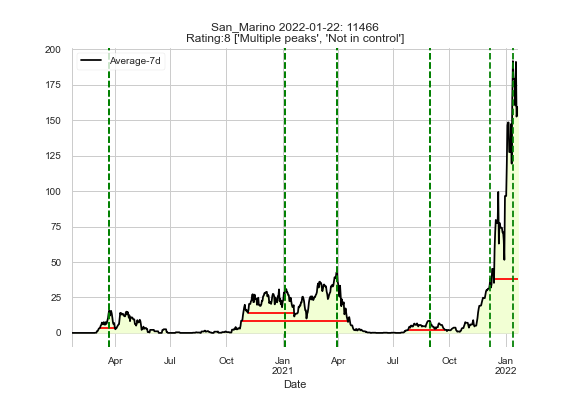 San_Marino 2022-01-22: 11466
Rating:8 ['Multiple peaks', 'Not in control']
Average-7d
200
175
150
125
100
75
50
25
0
Apr Jul Oct Jan Apr Jul Oct Jan
2021 2022
Date